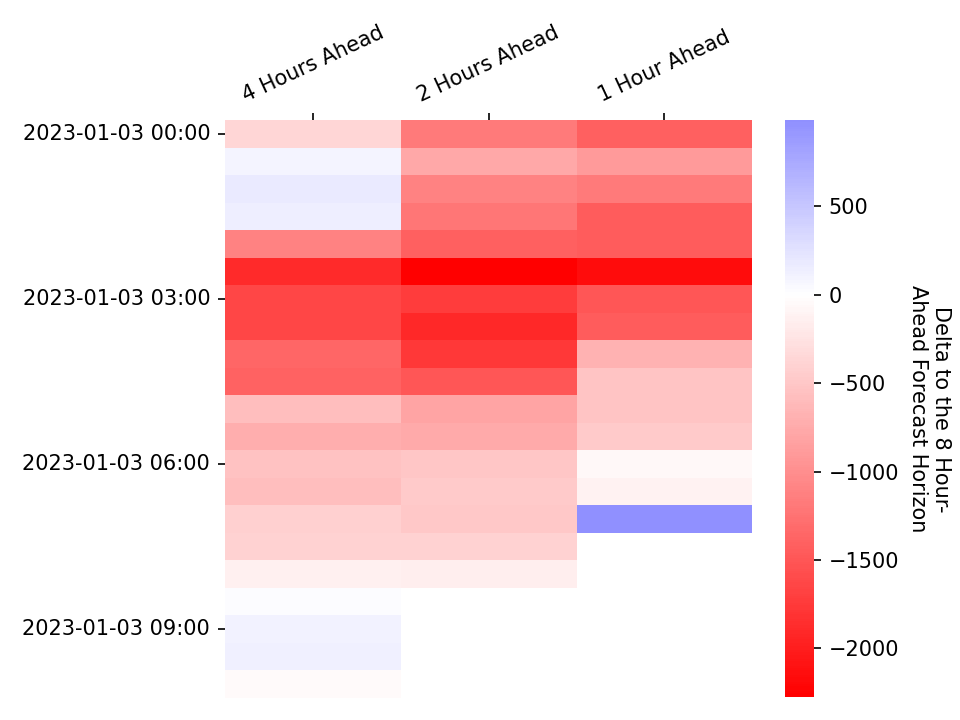 4 Hours Ahead
2 Hours Ahead
1 Hour Ahead
2023-01-03 00:00
2023-01-03 03:00
2023-01-03 06:00
2023-01-03 09:00
500
0
−500
−1000
−1500
−2000
Delta to the 8 Hour-
Ahead Forecast Horizon